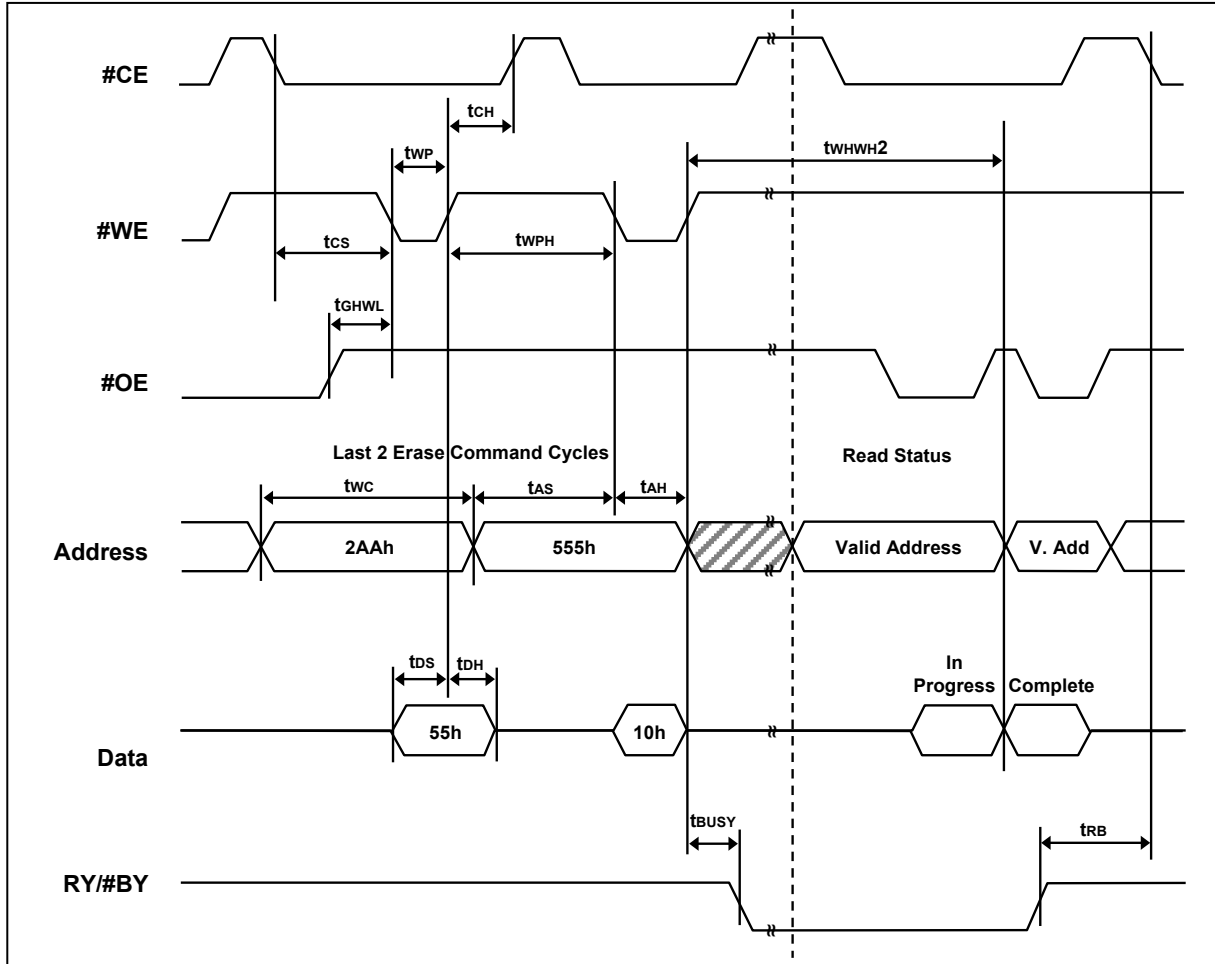 #CE
tCH
tWP
tWHWH2
#WE
tCS
tWPH
tGHWL
#OE
Last 2 Erase Command Cycles
Read Status
tWC
tAS
tAH
Address
2AAh
555h
Valid Address
V. Add
tDS
tDH
In
Progress
Complete
55h
10h
Data
tBUSY
tRB
RY/#BY